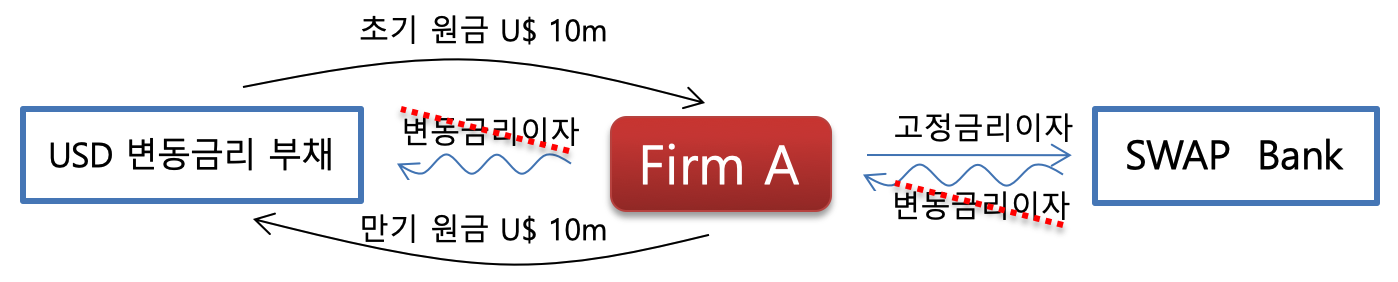 초기 원금 U$ 10m
USD 변동금리 부채
변동금리이자
Firm A
고정금리이자
SWAP Bank
변동금리이자
만기 원금 U$ 10m